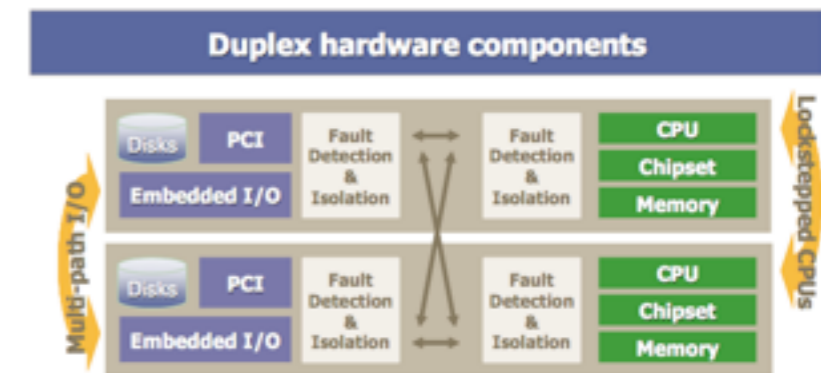 Duplex hardware components
Disks
PCI
Embedded I/O
Fault
Detection
&
Isolation
Fault
Detection
&
Isolation
CPU
Chipset
Memory
Multi-path I/O
Lockstepped CPUs
Disks
PCI
Embedded I/O
Fault
Detection
&
Isolation
Fault
Detection
&
Isolation
CPU
Chipset
Memory